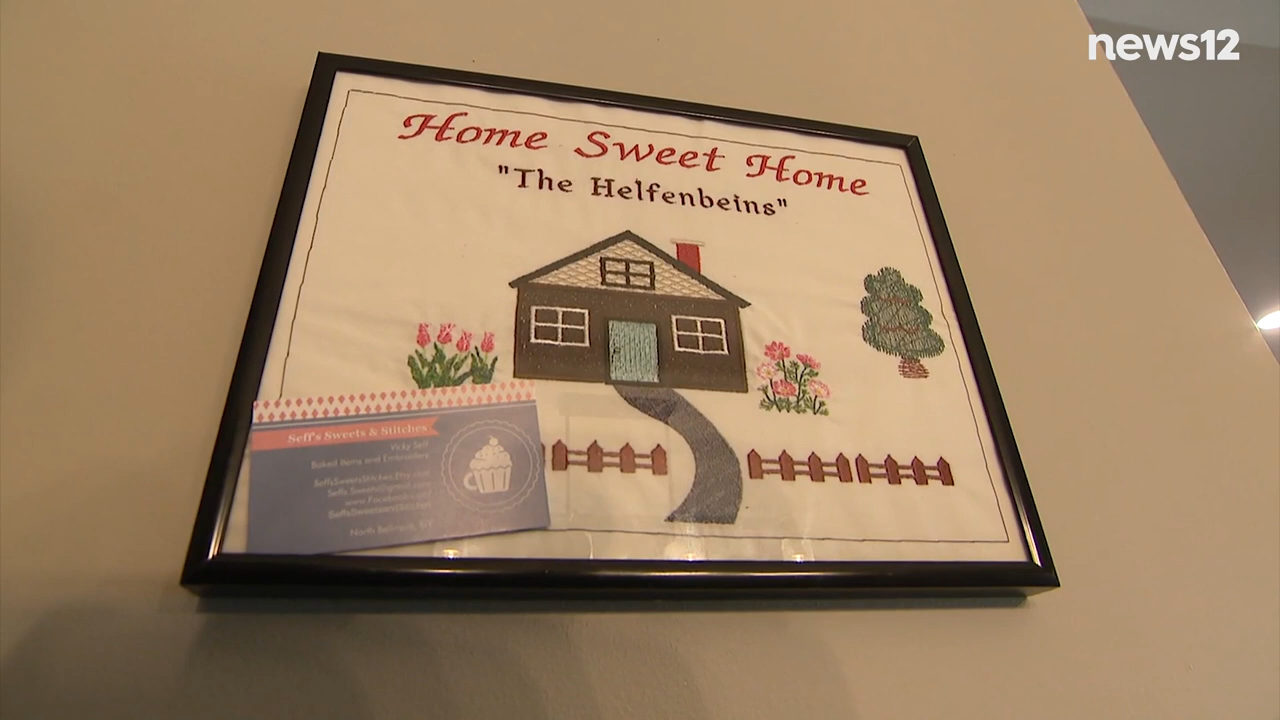 news12
Home Sweet Home
"The Helfenbeins"
Seff's Sweets & Stitches
Vicky Seff
Baked Items and Embroidery
North Bellmore, NY